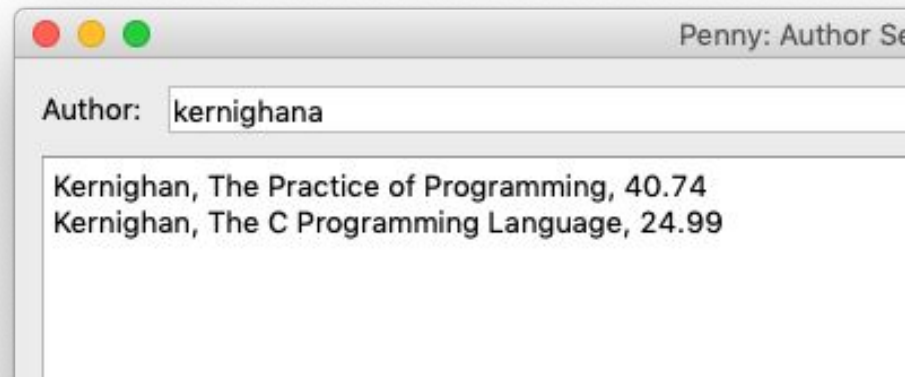 Penny: Author Se
Author: kernighana
Kernighan, The Practice of Programming, 40.74
Kernighan, The C Programming Language, 24.99